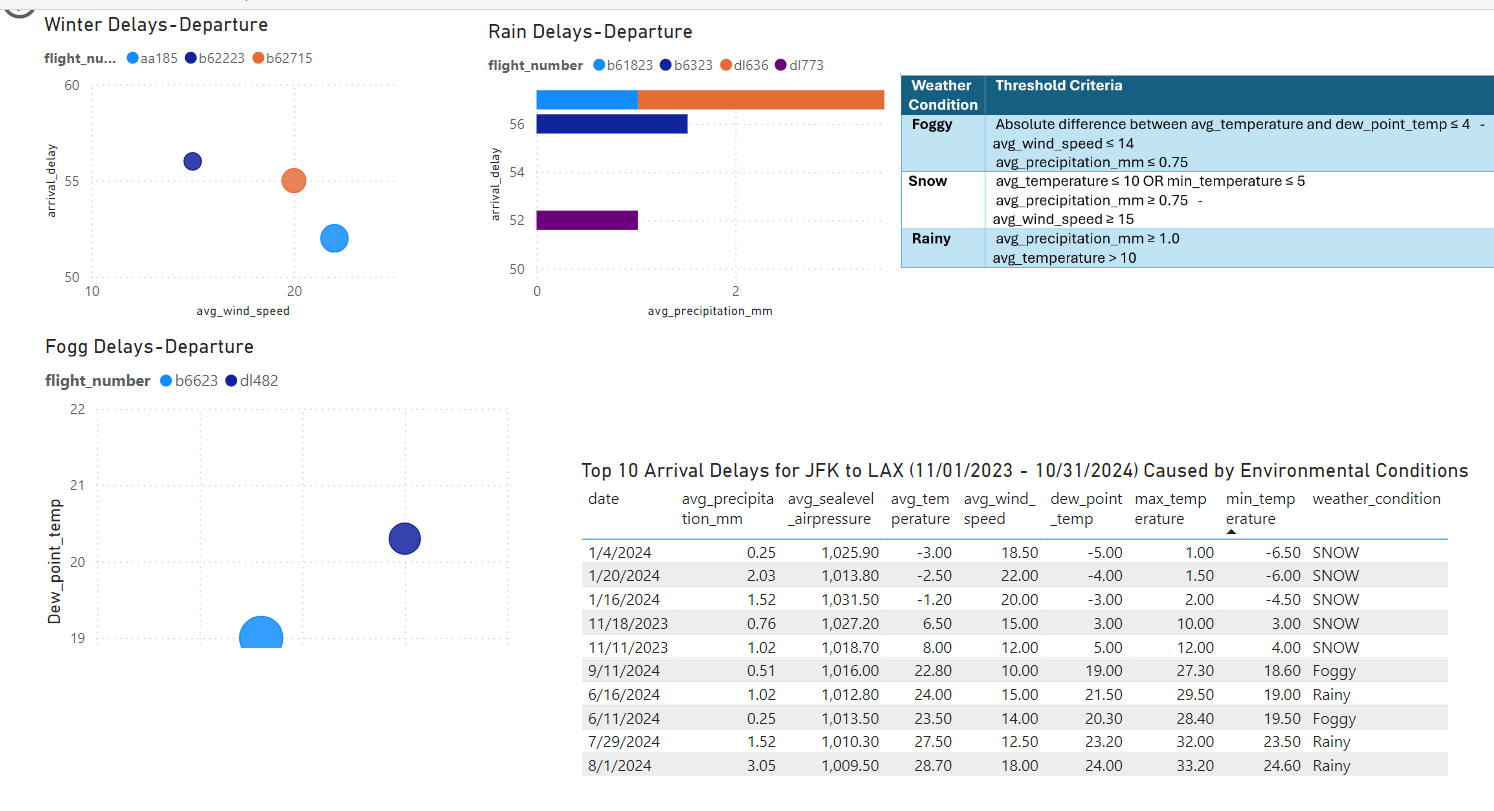 Winter Delays-Departure
flight_nu... aa185 b62223 b62715
60
55
50
arrival_delay
10 20
avg_wind_speed
Rain Delays-Departure
flight_number b61823 b6323 dl636 dl773
56
54
52
50
arrival_delay
0 2
avg_precipitation_mm
Weather Condition Threshold Criteria
Foggy Absolute difference between avg_temperature and dew_point_temp ≤ 4 -
avg_wind_speed ≤ 14
avg_precipitation_mm ≤ 0.75
Snow avg_temperature ≤ 10 OR min_temperature ≤ 5
avg_precipitation_mm ≥ 0.75 -
avg_wind_speed ≥ 15
Rainy avg_precipitation_mm ≥ 1.0
avg_temperature > 10
Fogg Delays-Departure
flight_number b6623 dl482
22
21
20
19
Dew_point_temp
Top 10 Arrival Delays for JFK to LAX (11/01/2023 - 10/31/2024) Caused by Environmental Conditions
date avg_precipita avg_sealevel avg_tem avg_wind_ dew_point max_temp min_temp weather_condition
tion_mm _airpressure perature speed _temp erature erature
1/4/2024 0.25 1,025.90 -3.00 18.50 -5.00 1.00 -6.50 SNOW
1/20/2024 2.03 1,013.80 -2.50 22.00 -4.00 1.50 -6.00 SNOW
1/16/2024 1.52 1,031.50 -1.20 20.00 -3.00 2.00 -4.50 SNOW
11/18/2023 0.76 1,027.20 6.50 15.00 3.00 10.00 3.00 SNOW
11/11/2023 1.02 1,018.70 8.00 12.00 5.00 12.00 4.00 SNOW
9/11/2024 0.51 1,016.00 22.80 10.00 19.00 27.30 18.60 Foggy
6/16/2024 1.02 1,012.80 24.00 15.00 21.50 29.50 19.00 Rainy
6/11/2024 0.25 1,013.50 23.50 14.00 20.30 28.40 19.50 Foggy
7/29/2024 1.52 1,010.30 27.50 12.50 23.20 32.00 23.50 Rainy
8/1/2024 3.05 1,009.50 28.70 18.00 24.00 33.20 24.60 Rainy